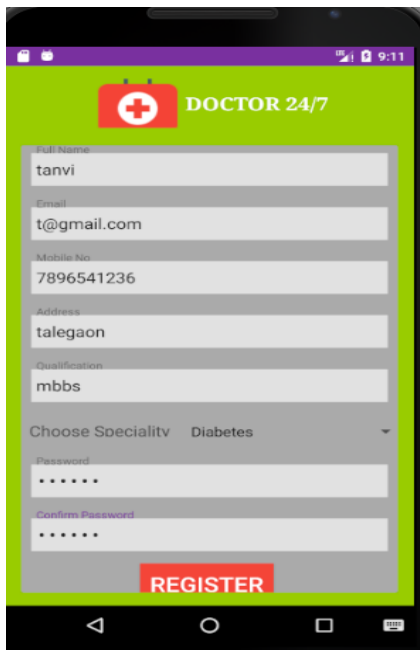 9:11
DOCTOR 24/7
Full Name
tanvi
Email
t@gmail.com
Mobile No
7896541236
Address
talegaon
Qualification
mbbs
Choose Speciality Diabetes
Password
••••••
Confirm Password
••••••
REGISTER